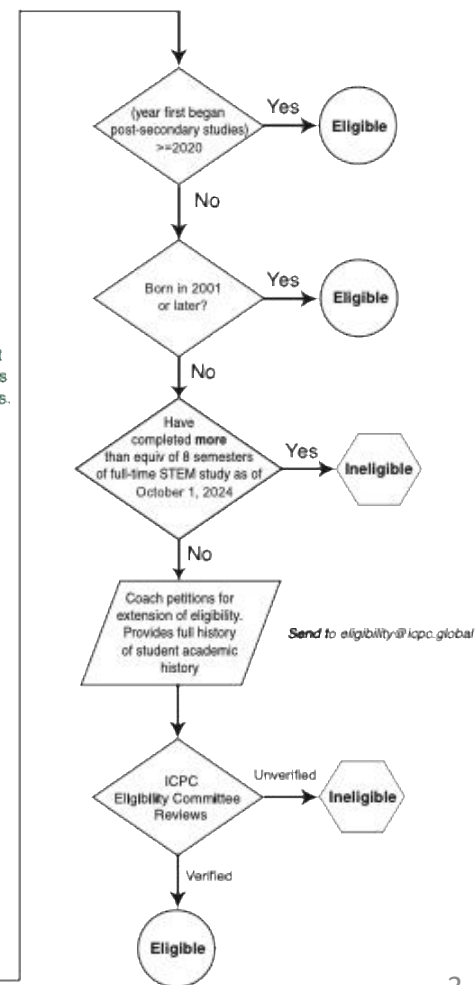 (year first began
post-secondary studies)
>=2020
Yes
Eligible
No
Born in 2001
or later?
Yes
Eligible
No
Have
completed more
than equiv of 8 semesters
of full-time STEM study as of
October 1, 2024
Yes
Ineligible
No
Coach petitions for
extension of eligibility.
Provides full history
of student academic
history
Send to eligibility@icpc.global
ICPC
Eligibility Committee
Reviews
Unverified
Ineligible
Verified
Eligible